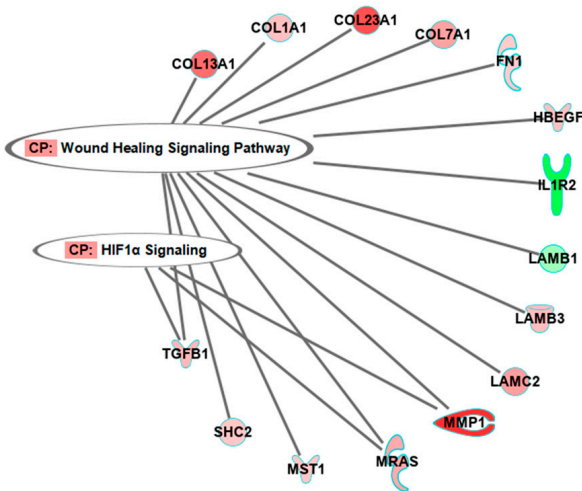 COL23A1
COL1A1
COL7A1
COL13A1
FN1
HBEGF
CP: Wound Healing Signaling Pathway
IL1R2
CP: HIF1α Signaling
LAMB1
LAMB3
TGFB1
LAMC2
MMP1
SHC2
MRAS
MST1